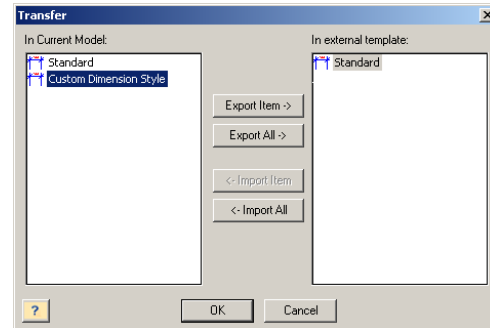 Transfer
In Current Model:
In external template:
Standard
Custom Dimension Style
Standard
Export Item ->
Export All ->
<- Import Item
<- Import All
?
OK
Cancel